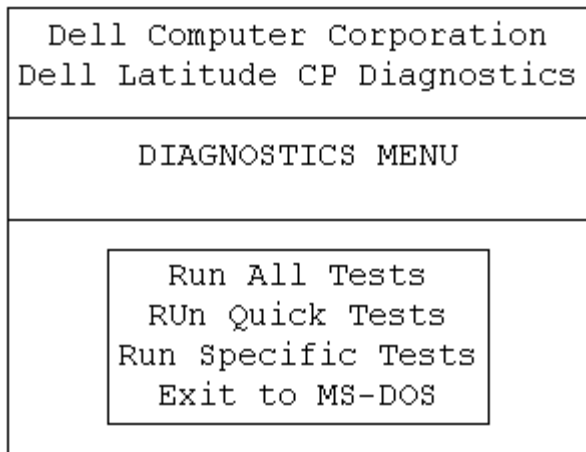 Dell Computer Corporation
Dell Latitude CP Diagnostics
DIAGNOSTICS MENU
Run All Tests
RUn Quick Tests
Run Specific Tests
Exit to MS-DOS